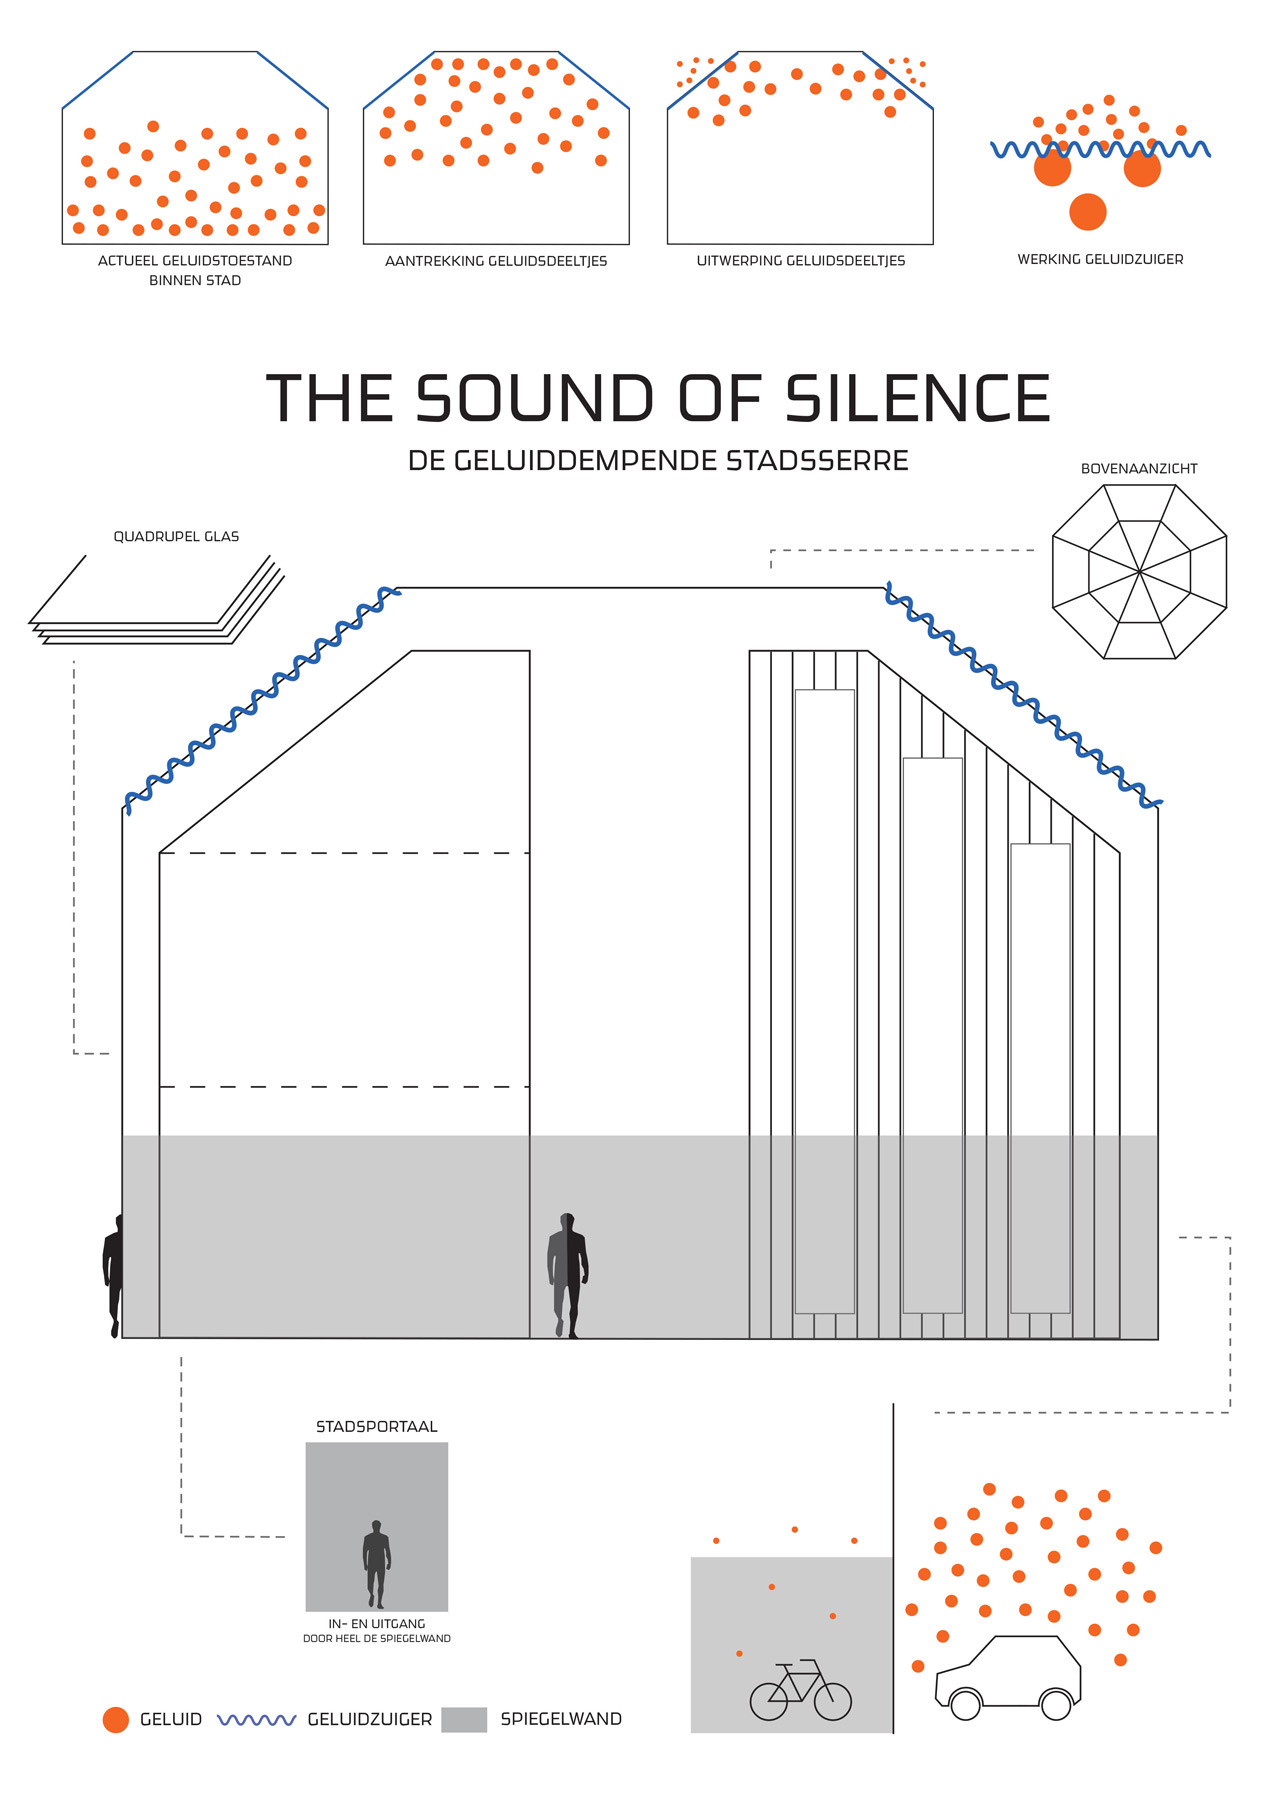 ACTUEEL GELUIDSTOESTAND
BINNEN STAD
AANTREKKING GELUIDSDEELTJES
UITWERPING GELUIDSDEELTJES
WERKING GELUIDZUIGER
THE SOUND OF SILENCE
DE GELUIDDEMPENDE STADSSERRE
BOVENAANZICHT
QUADRUPEL GLAS
STADSPORTAAL
IN- EN UITGANG
DOOR HEEL DE SPIEGELWAND
GELUID
GELUIDZUIGER
SPIEGELWAND